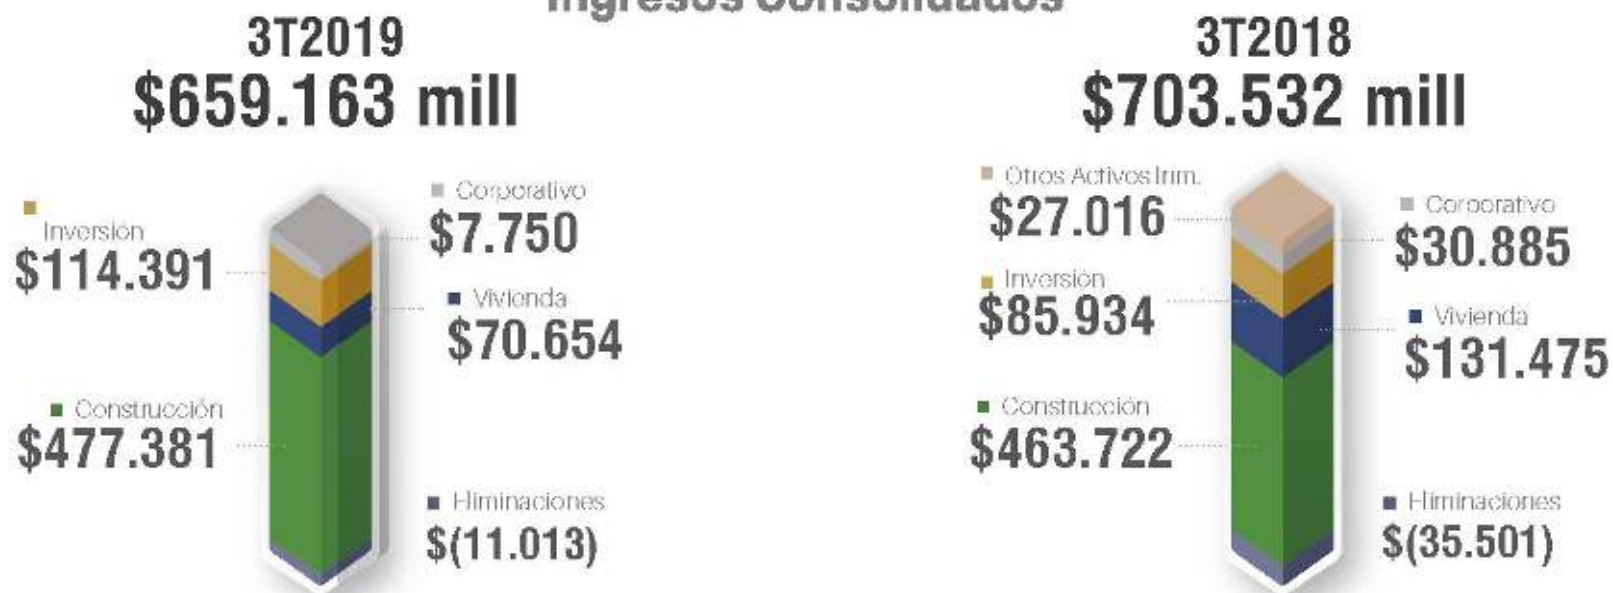 Ingresos Consolidados
3T2019
$659.163 mill
Inversión
$114.391
Corporativo
$7.750
Vivienda
$70.654
Construcción
$477.381
Eliminaciones
$(11.013)
3T2018
$703.532 mill
Otros Activos Inm.
$27.016
Corporativo
$30.885
Inversión
$85.934
Vivienda
$131.475
Construcción
$463.722
Eliminaciones
$(35.501)